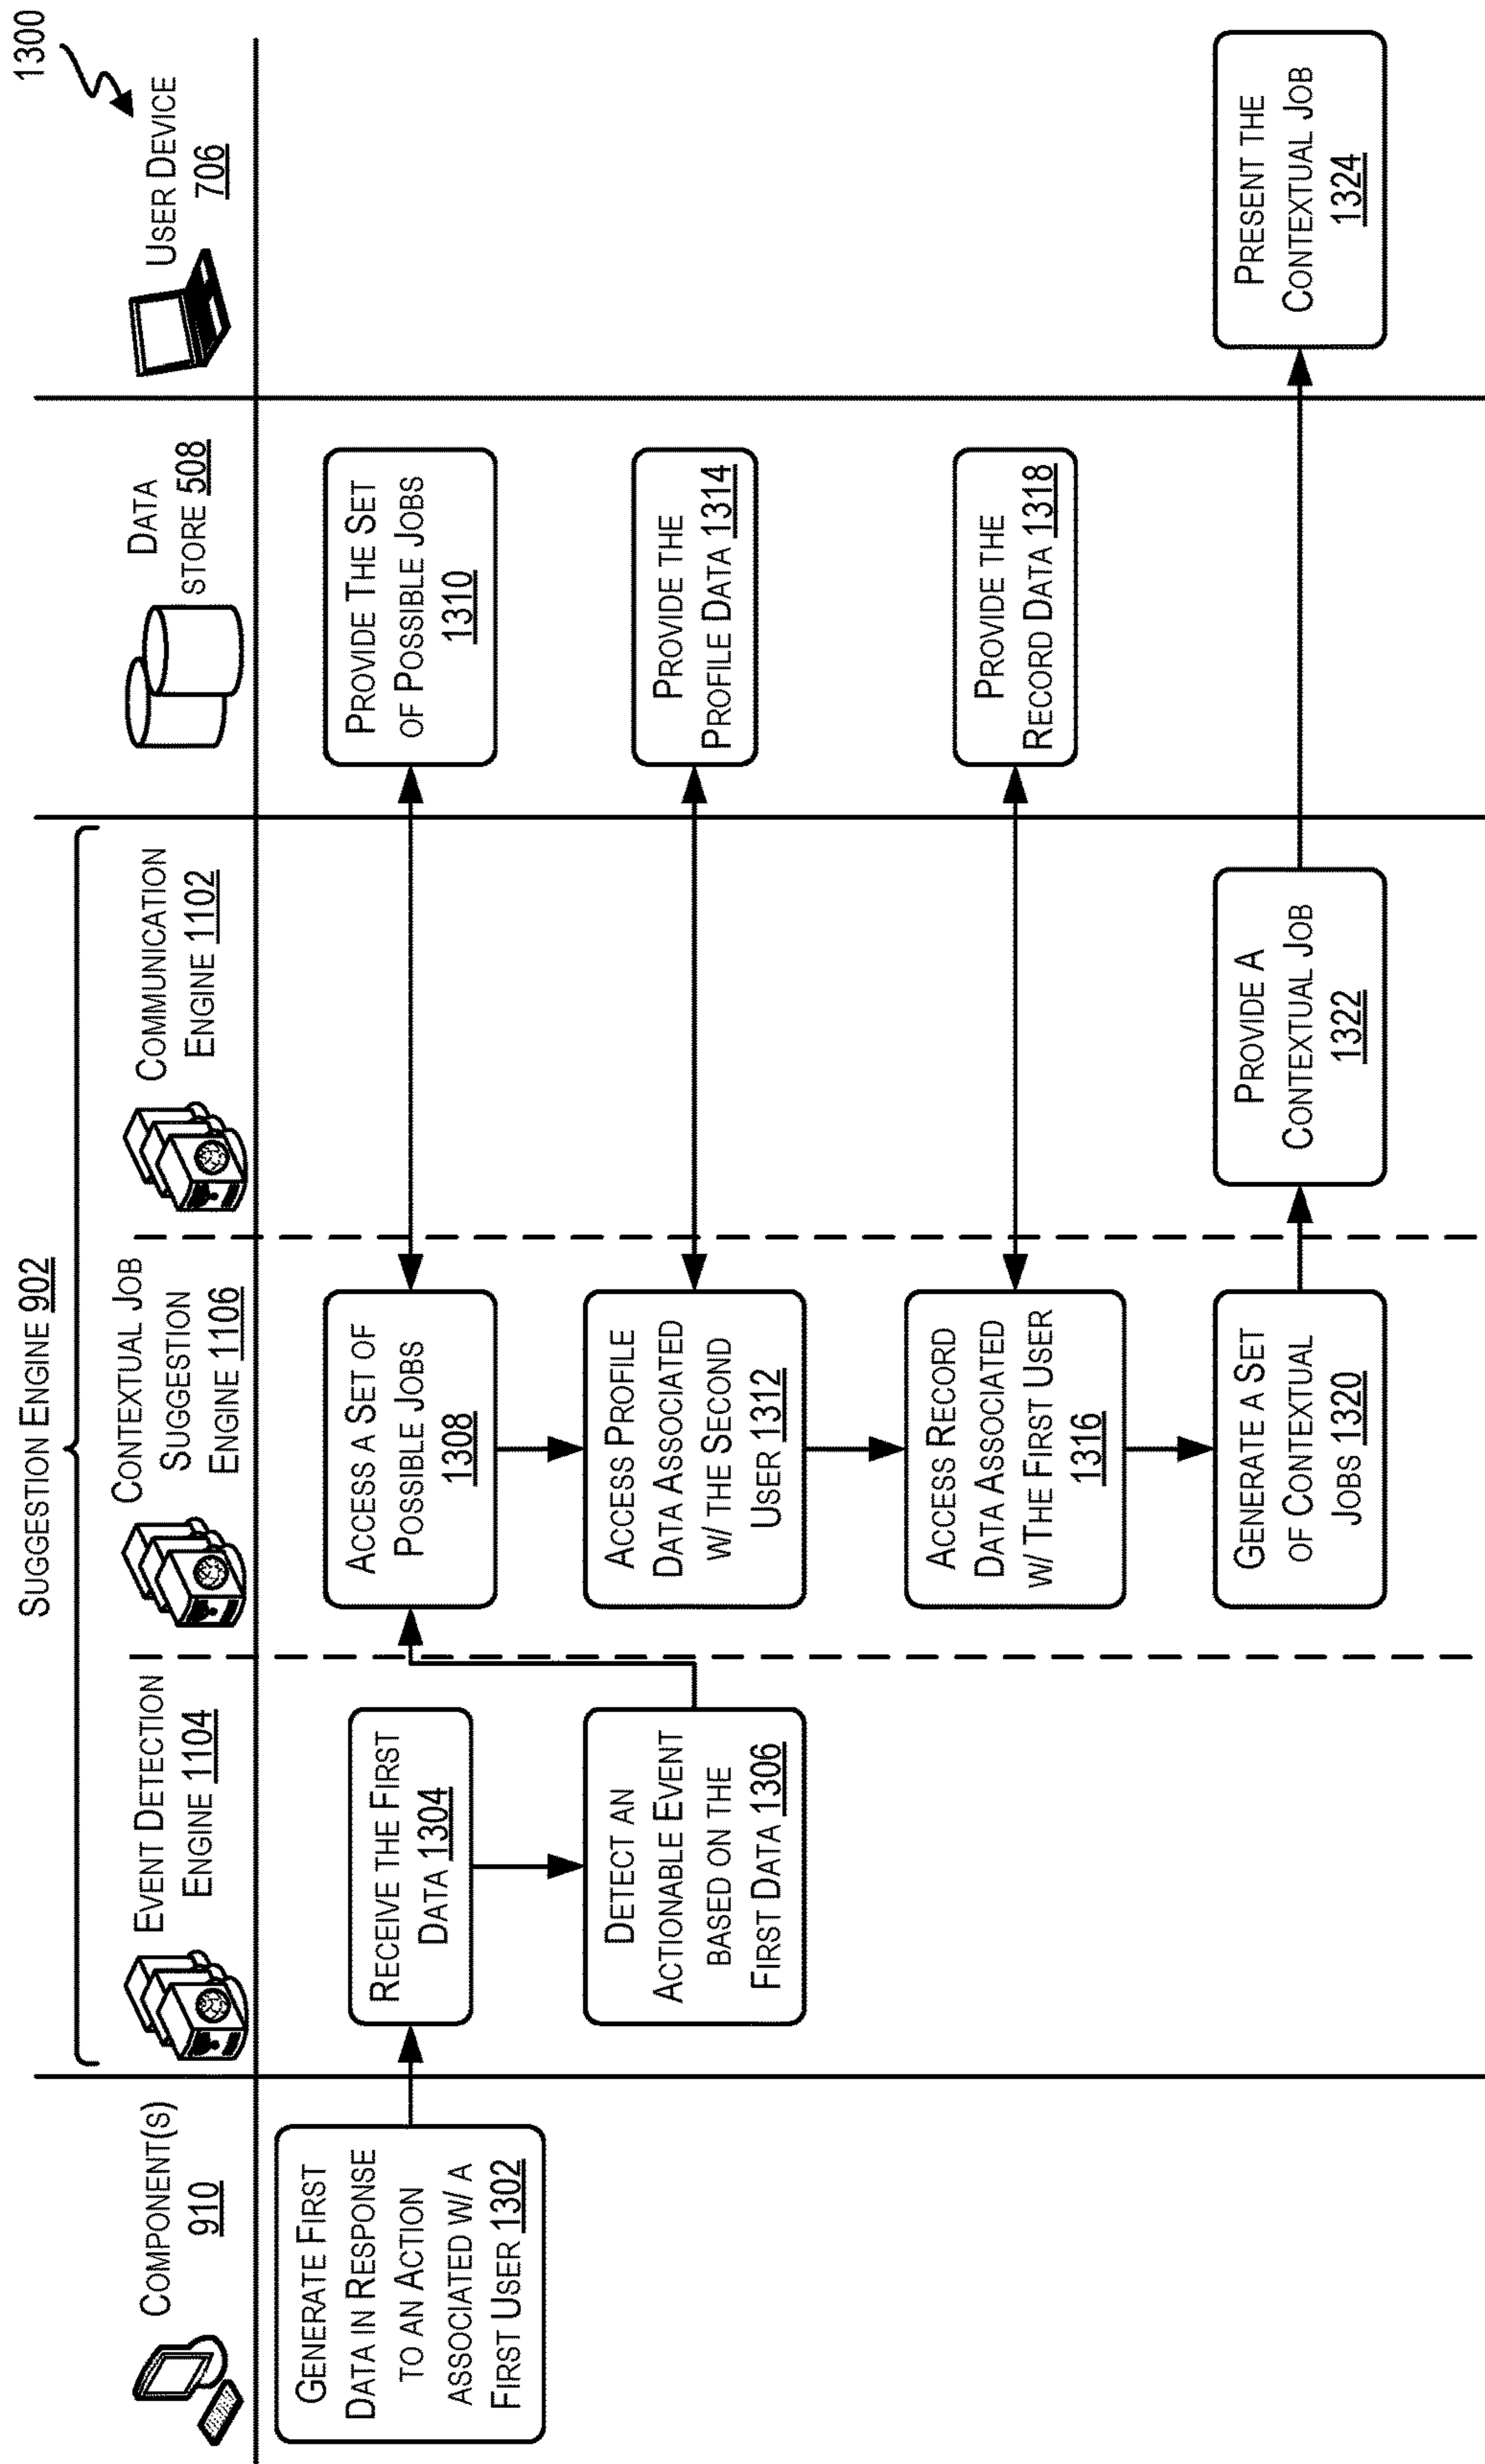 1300
SUGGESTION ENGINE 902
COMPONENT(S)
910
EVENT DETECTION
ENGINE 1104
CONTEXTUAL JOB
SUGGESTION
ENGINE 1106
COMMUNICATION
ENGINE 1102
DATA
STORE 508
USER DEVICE
706
GENERATE FIRST
DATA IN RESPONSE
TO AN ACTION
ASSOCIATED W/ A
FIRST USER 1302
RECEIVE THE FIRST
DATA 1304
DETECT AN
ACTIONABLE EVENT
BASED ON THE
FIRST DATA 1306
ACCESS A SET OF
POSSIBLE JOBS
1308
PROVIDE THE SET
OF POSSIBLE JOBS
1310
ACCESS PROFILE
DATA ASSOCIATED
W/ THE SECOND
USER 1312
PROVIDE THE
PROFILE DATA 1314
ACCESS RECORD
DATA ASSOCIATED
W/ THE FIRST USER
1316
PROVIDE THE
RECORD DATA 1318
GENERATE A SET
OF CONTEXTUAL
JOBS 1320
PROVIDE A
CONTEXTUAL JOB
1322
PRESENT THE
CONTEXTUAL JOB
1324